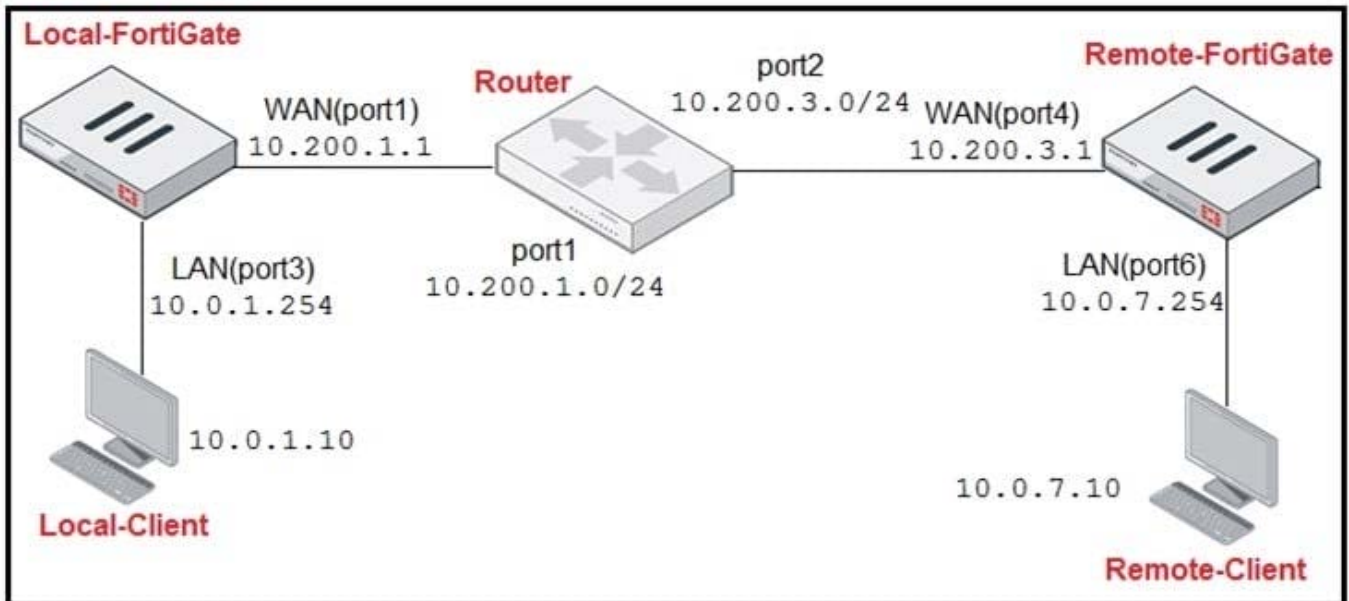 Local-FortiGate
WAN(port1)
10.200.1.1
LAN(port3)
10.0.1.254
10.0.1.10
Local-Client
Router
port1
10.200.1.0/24
port2
10.200.3.0/24
Remote-FortiGate
WAN(port4)
10.200.3.1
LAN(port6)
10.0.7.254
10.0.7.10
Remote-Client